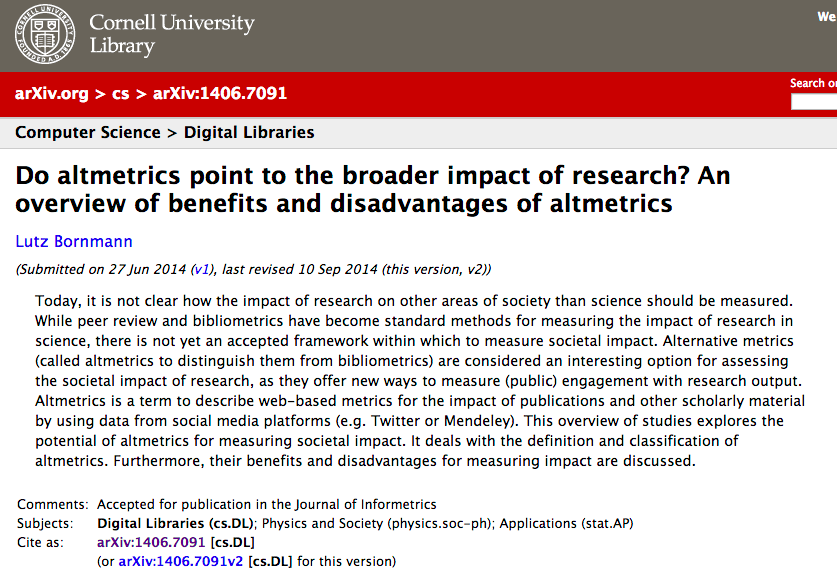 Cornell University
Library
We
arXiv.org > cs > arXiv:1406.7091
Search or
Computer Science > Digital Libraries
Do altmetrics point to the broader impact of research? An
overview of benefits and disadvantages of altmetrics
Lutz Bornmann
(Submitted on 27 Jun 2014 (v1), last revised 10 Sep 2014 (this version, v2))
Today, it is not clear how the impact of research on other areas of society than science should be measured.
While peer review and bibliometrics have become standard methods for measuring the impact of research in
science, there is not yet an accepted framework within which to measure societal impact. Alternative metrics
(called altmetrics to distinguish them from bibliometrics) are considered an interesting option for assessing
the societal impact of research, as they offer new ways to measure (public) engagement with research output.
Altmetrics is a term to describe web-based metrics for the impact of publications and other scholarly material
by using data from social media platforms (e.g. Twitter or Mendeley). This overview of studies explores the
potential of altmetrics for measuring societal impact. It deals with the definition and classification of
altmetrics. Furthermore, their benefits and disadvantages for measuring impact are discussed.
Comments: Accepted for publication in the Journal of Informetrics
Subjects: Digital Libraries (cs.DL); Physics and Society (physics.soc-ph); Applications (stat.AP)
Cite as: arXiv:1406.7091 [cs.DL]
(or arXiv:1406.7091v2 [cs.DL] for this version)